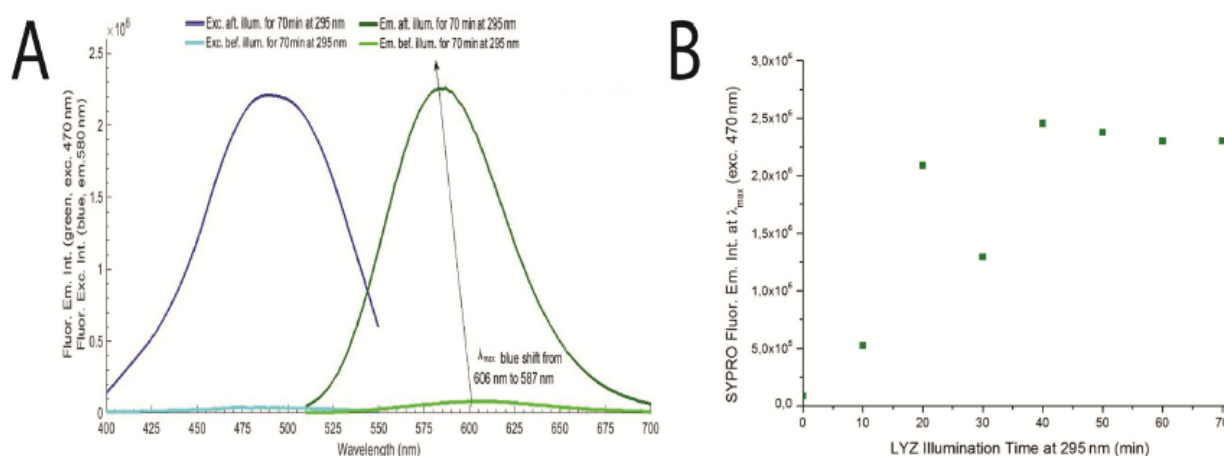 A
×10⁶
Exc. aft. illum. for 70min at 295 nm
Em. aft. illum. for 70 min at 295 nm
Exc. bef. illum. for 70min at 295 nm
Em. bef. illum. for 70min at 295 nm
Fluor. Em. Int. (green, exc. 470 nm)
Fluor. Exc. Int. (blue, em.580 nm)
2.5
2
1.5
1
0.5
0
400 425 450 475 500 525 550 575 600 625 650 675 700
Wavelength (nm)
λmax blue shift from
606 nm to 587 nm
B
SYPRO Fluor. Em. Int. at λmax (exc. 470 nm)
3,0x10⁶
2,5x10⁶
2,0x10⁶
1,5x10⁶
1,0x10⁶
5,0x10⁵
0,0
0 10 20 30 40 50 60 70
LYZ Illumination Time at 295 nm (min)